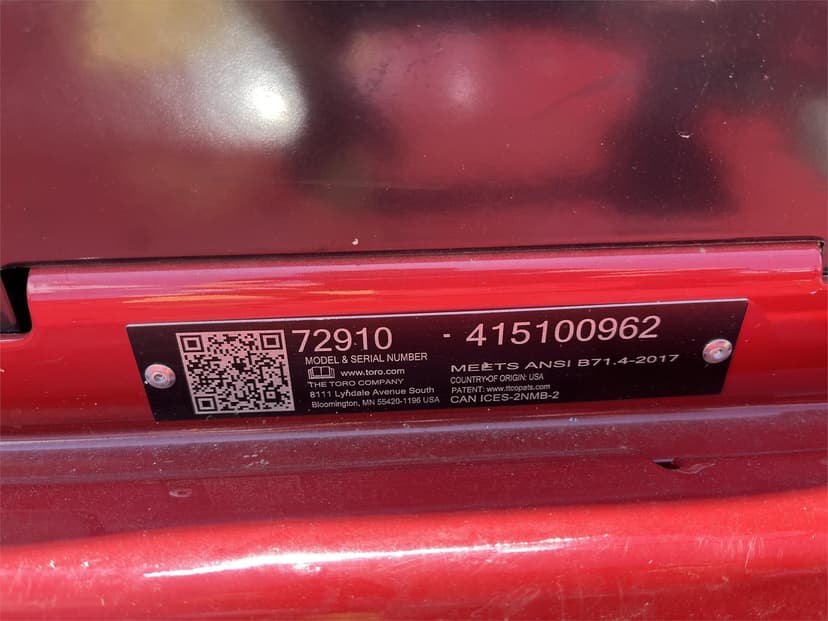 72910 - 415100962
MODEL & SERIAL NUMBER
www.toro.com
THE TORO COMPANY
8111 Lyndale Avenue South
Bloomington, MN 55420-1196 USA
MEETS ANSI B71.4-2017
COUNTRY OF ORIGIN: USA
PATENT: www.ttcopats.com
CAN ICES-2NMB-2